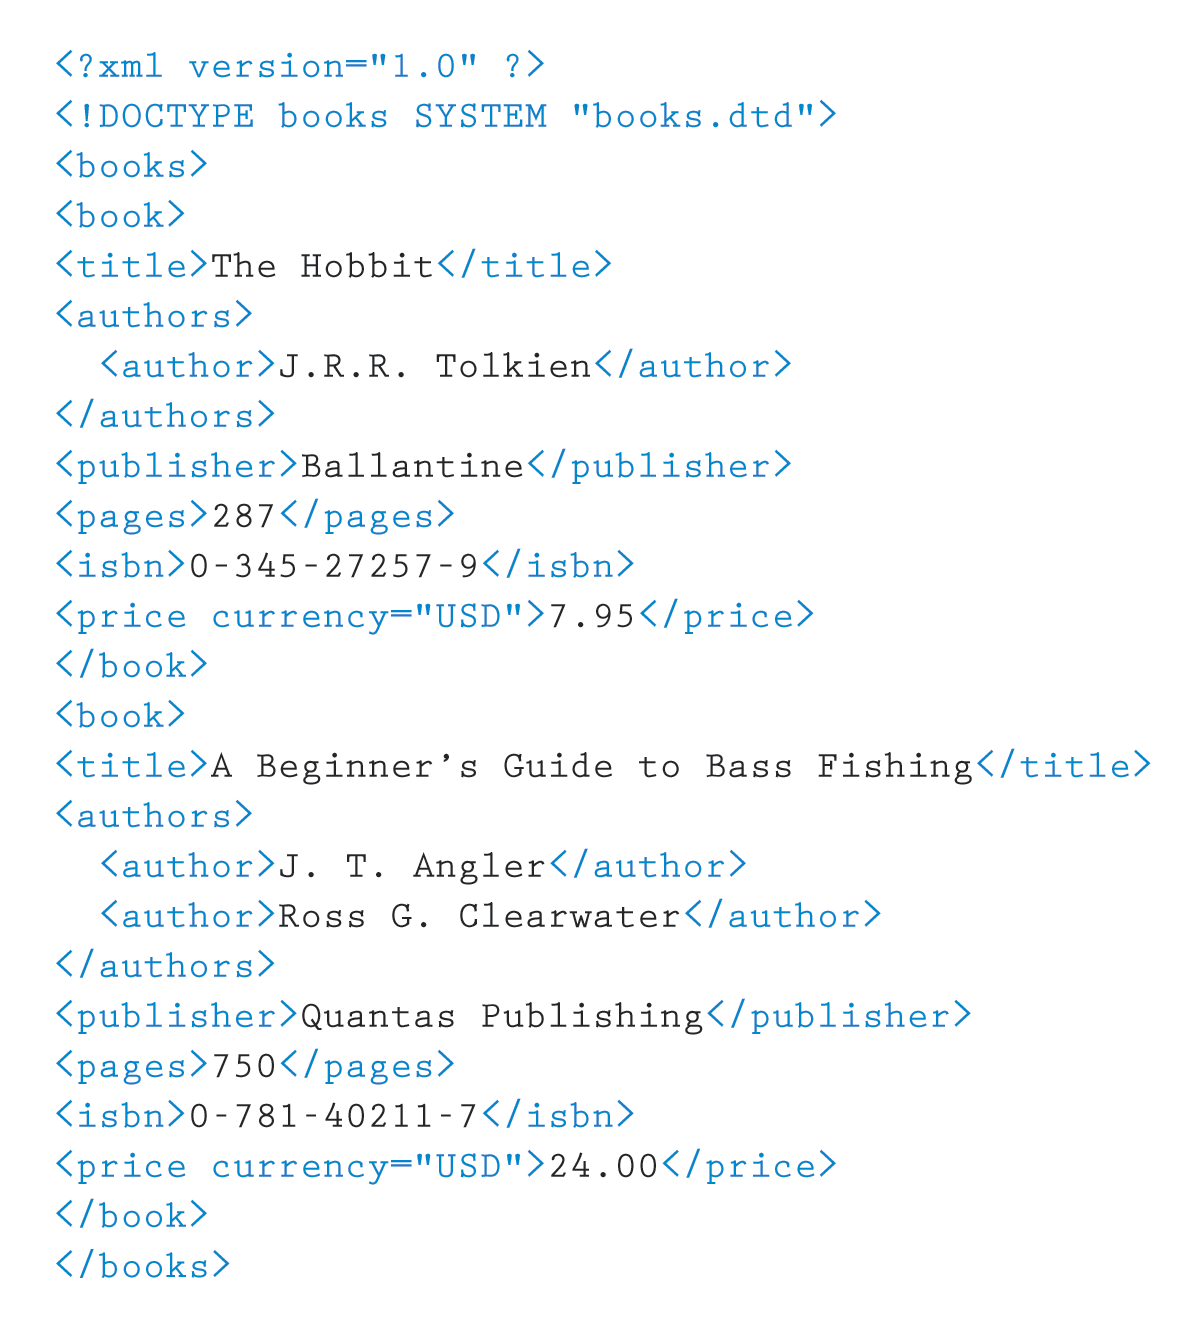 <?xml version="1.0" ?>
<!DOCTYPE books SYSTEM "books.dtd">
<books>
<book>
<title>The Hobbit</title>
<authors>
  <author>J.R.R. Tolkien</author>
</authors>
<publisher>Ballantine</publisher>
<pages>287</pages>
<isbn>0-345-27257-9</isbn>
<price currency="USD">7.95</price>
</book>
<book>
<title>A Beginner’s Guide to Bass Fishing</title>
<authors>
  <author>J. T. Angler</author>
  <author>Ross G. Clearwater</author>
</authors>
<publisher>Quantas Publishing</publisher>
<pages>750</pages>
<isbn>0-781-40211-7</isbn>
<price currency="USD">24.00</price>
</book>
</books>